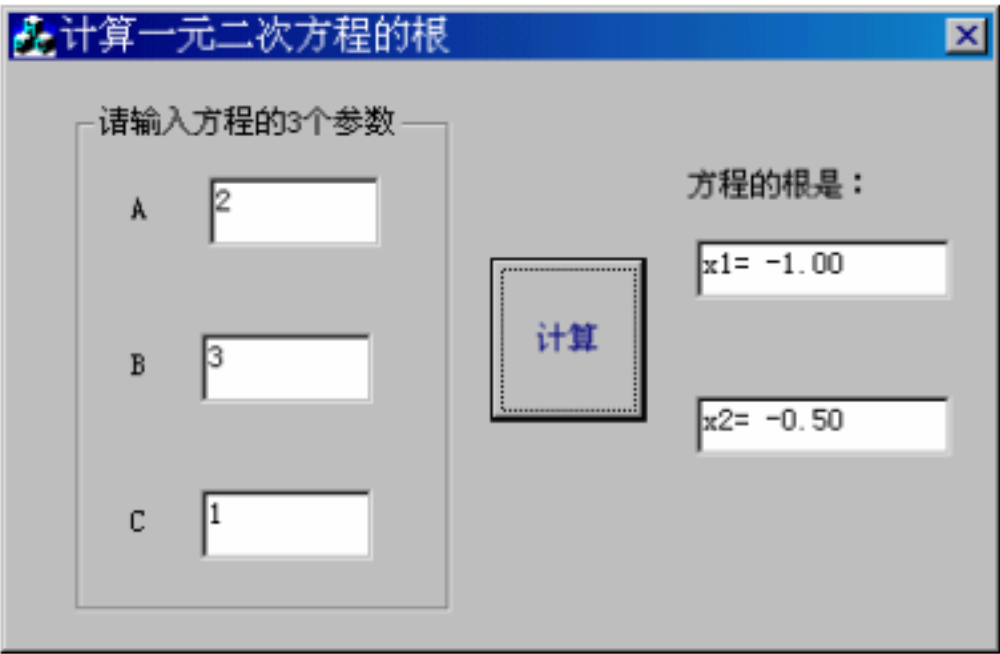 计算一元二次方程的根
请输入方程的3个参数
A
2
B
3
C
1
计算
方程的根是：
x1= -1.00
x2= -0.50